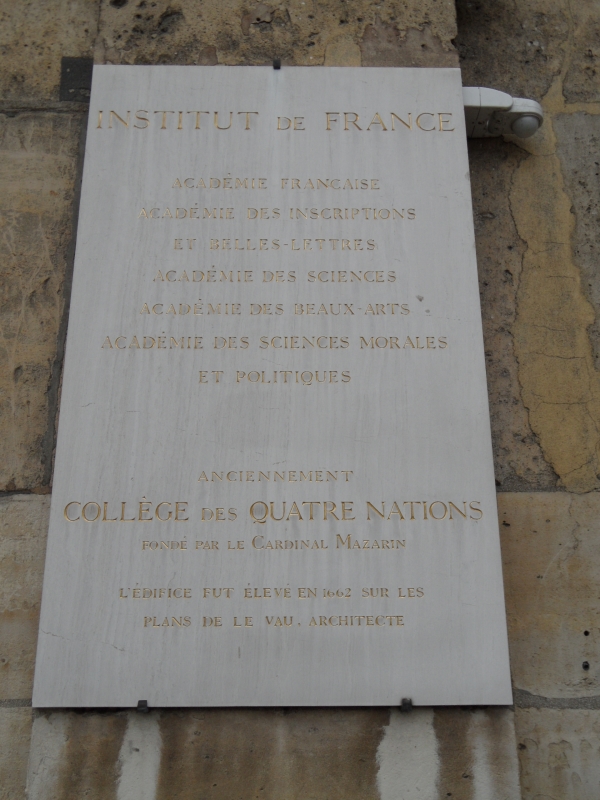 INSTITUT DE FRANCE
ACADÉMIE FRANCAISE
ACADÉMIE DES INSCRIPTIONS
ET BELLES-LETTRES
ACADÉMIE DES SCIENCES
ACADÉMIE DES BEAUX-ARTS
ACADÉMIE DES SCIENCES MORALES
ET POLITIQUES
ANCIENNEMENT
COLLÈGE DES QUATRE NATIONS
FONDÉ PAR LE CARDINAL MAZARIN
L'ÉDIFICE FUT ÉLEVÉ EN 1662 SUR LES
PLANS DE LE VAU, ARCHITECTE